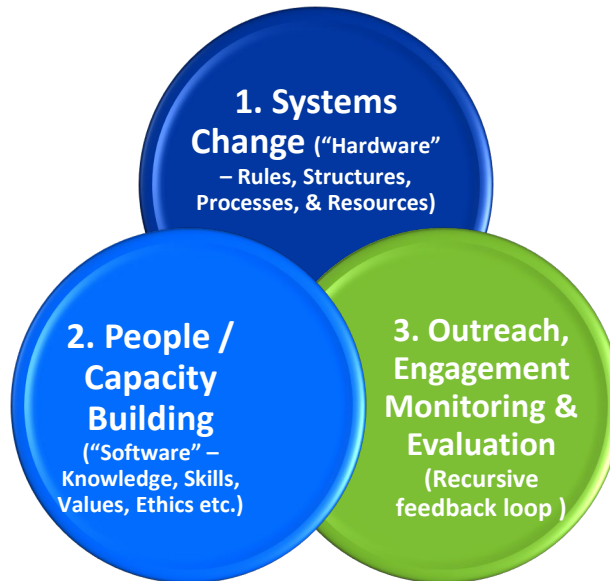 1. Systems
Change (“Hardware”
– Rules, Structures,
Processes, & Resources)
2. People /
Capacity
Building
(“Software” –
Knowledge, Skills,
Values, Ethics etc.)
3. Outreach,
Engagement
Monitoring &
Evaluation
(Recursive
feedback loop )